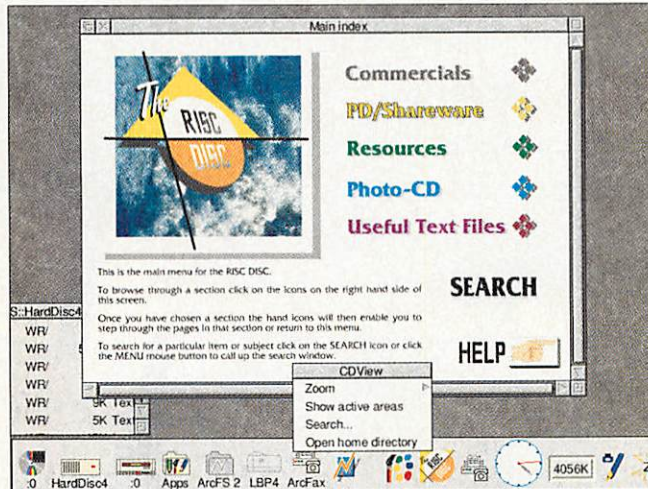 Main index
The
RISC
DISC
Commercials
PD/Shareware
Resources
Photo-CD
Useful Text Files
This is the main menu for the RISC DISC.
To browse through a section click on the icons on the right hand side of
this screen.
Once you have chosen a section the hand icons will then enable you to
step through the pages in that section or return to this menu.
To search for a particular item or subject click on the SEARCH icon or click
the MENU mouse button to call up the search window.
SEARCH
HELP
S::HardDisc4
WR/
WR/
WR/
WR/
WR/ 9K Text
WR/ 5K Text
CDView
Zoom
Show active areas
Search...
Open home directory
:0 HardDisc4 :0 Apps ArcFS 2 LBP4 ArcFax
4056K